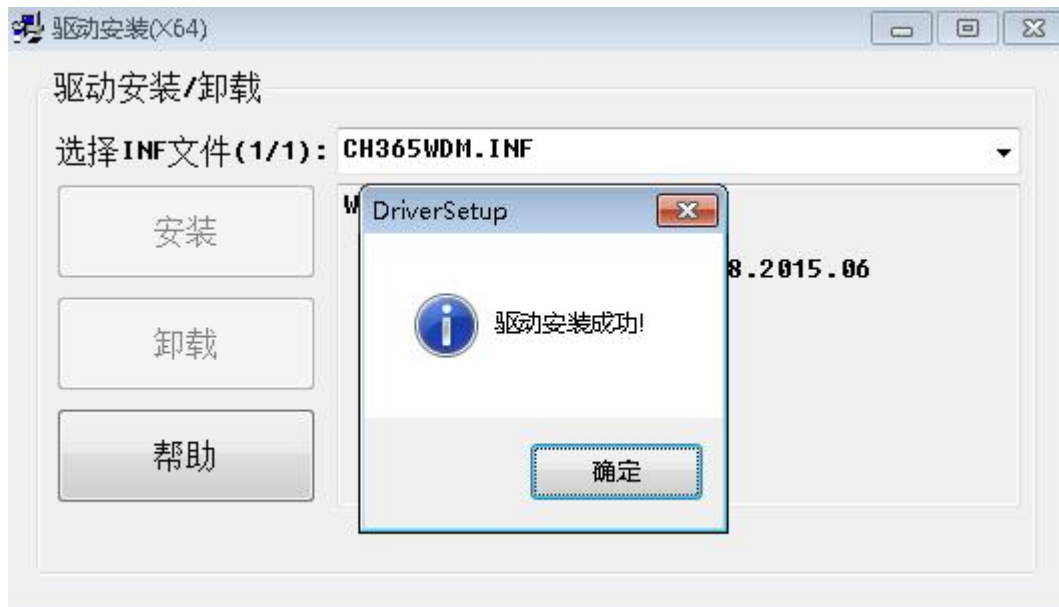 驱动安装(X64)
驱动安装/卸载
选择INF文件(1/1): CH365WDM.INF
安装
卸载
帮助
W
8.2015.06
DriverSetup
驱动安装成功!
确定